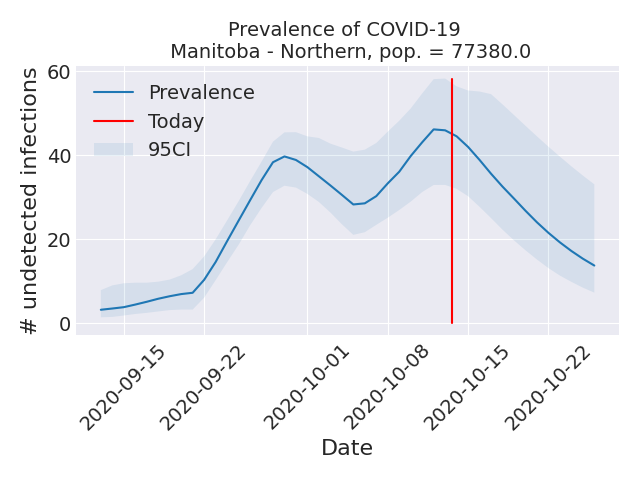 Prevalence of COVID-19
Manitoba - Northern, pop. = 77380.0
# undetected infections
60
40
20
0
Prevalence
Today
95CI
2020-09-15
2020-09-22
2020-10-01
2020-10-08
2020-10-15
2020-10-22
Date